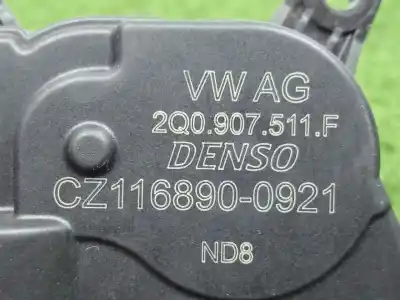 VW AG
2Q0.907.511.F
DENSO
CZ116890-0921
ND8